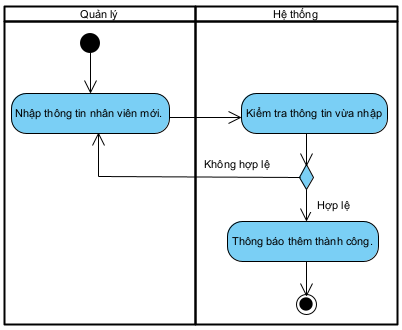 Quản lý
Hệ thống
Nhập thông tin nhân viên mới.
Kiểm tra thông tin vừa nhập
Không hợp lệ
Hợp lệ
Thông báo thêm thành công.